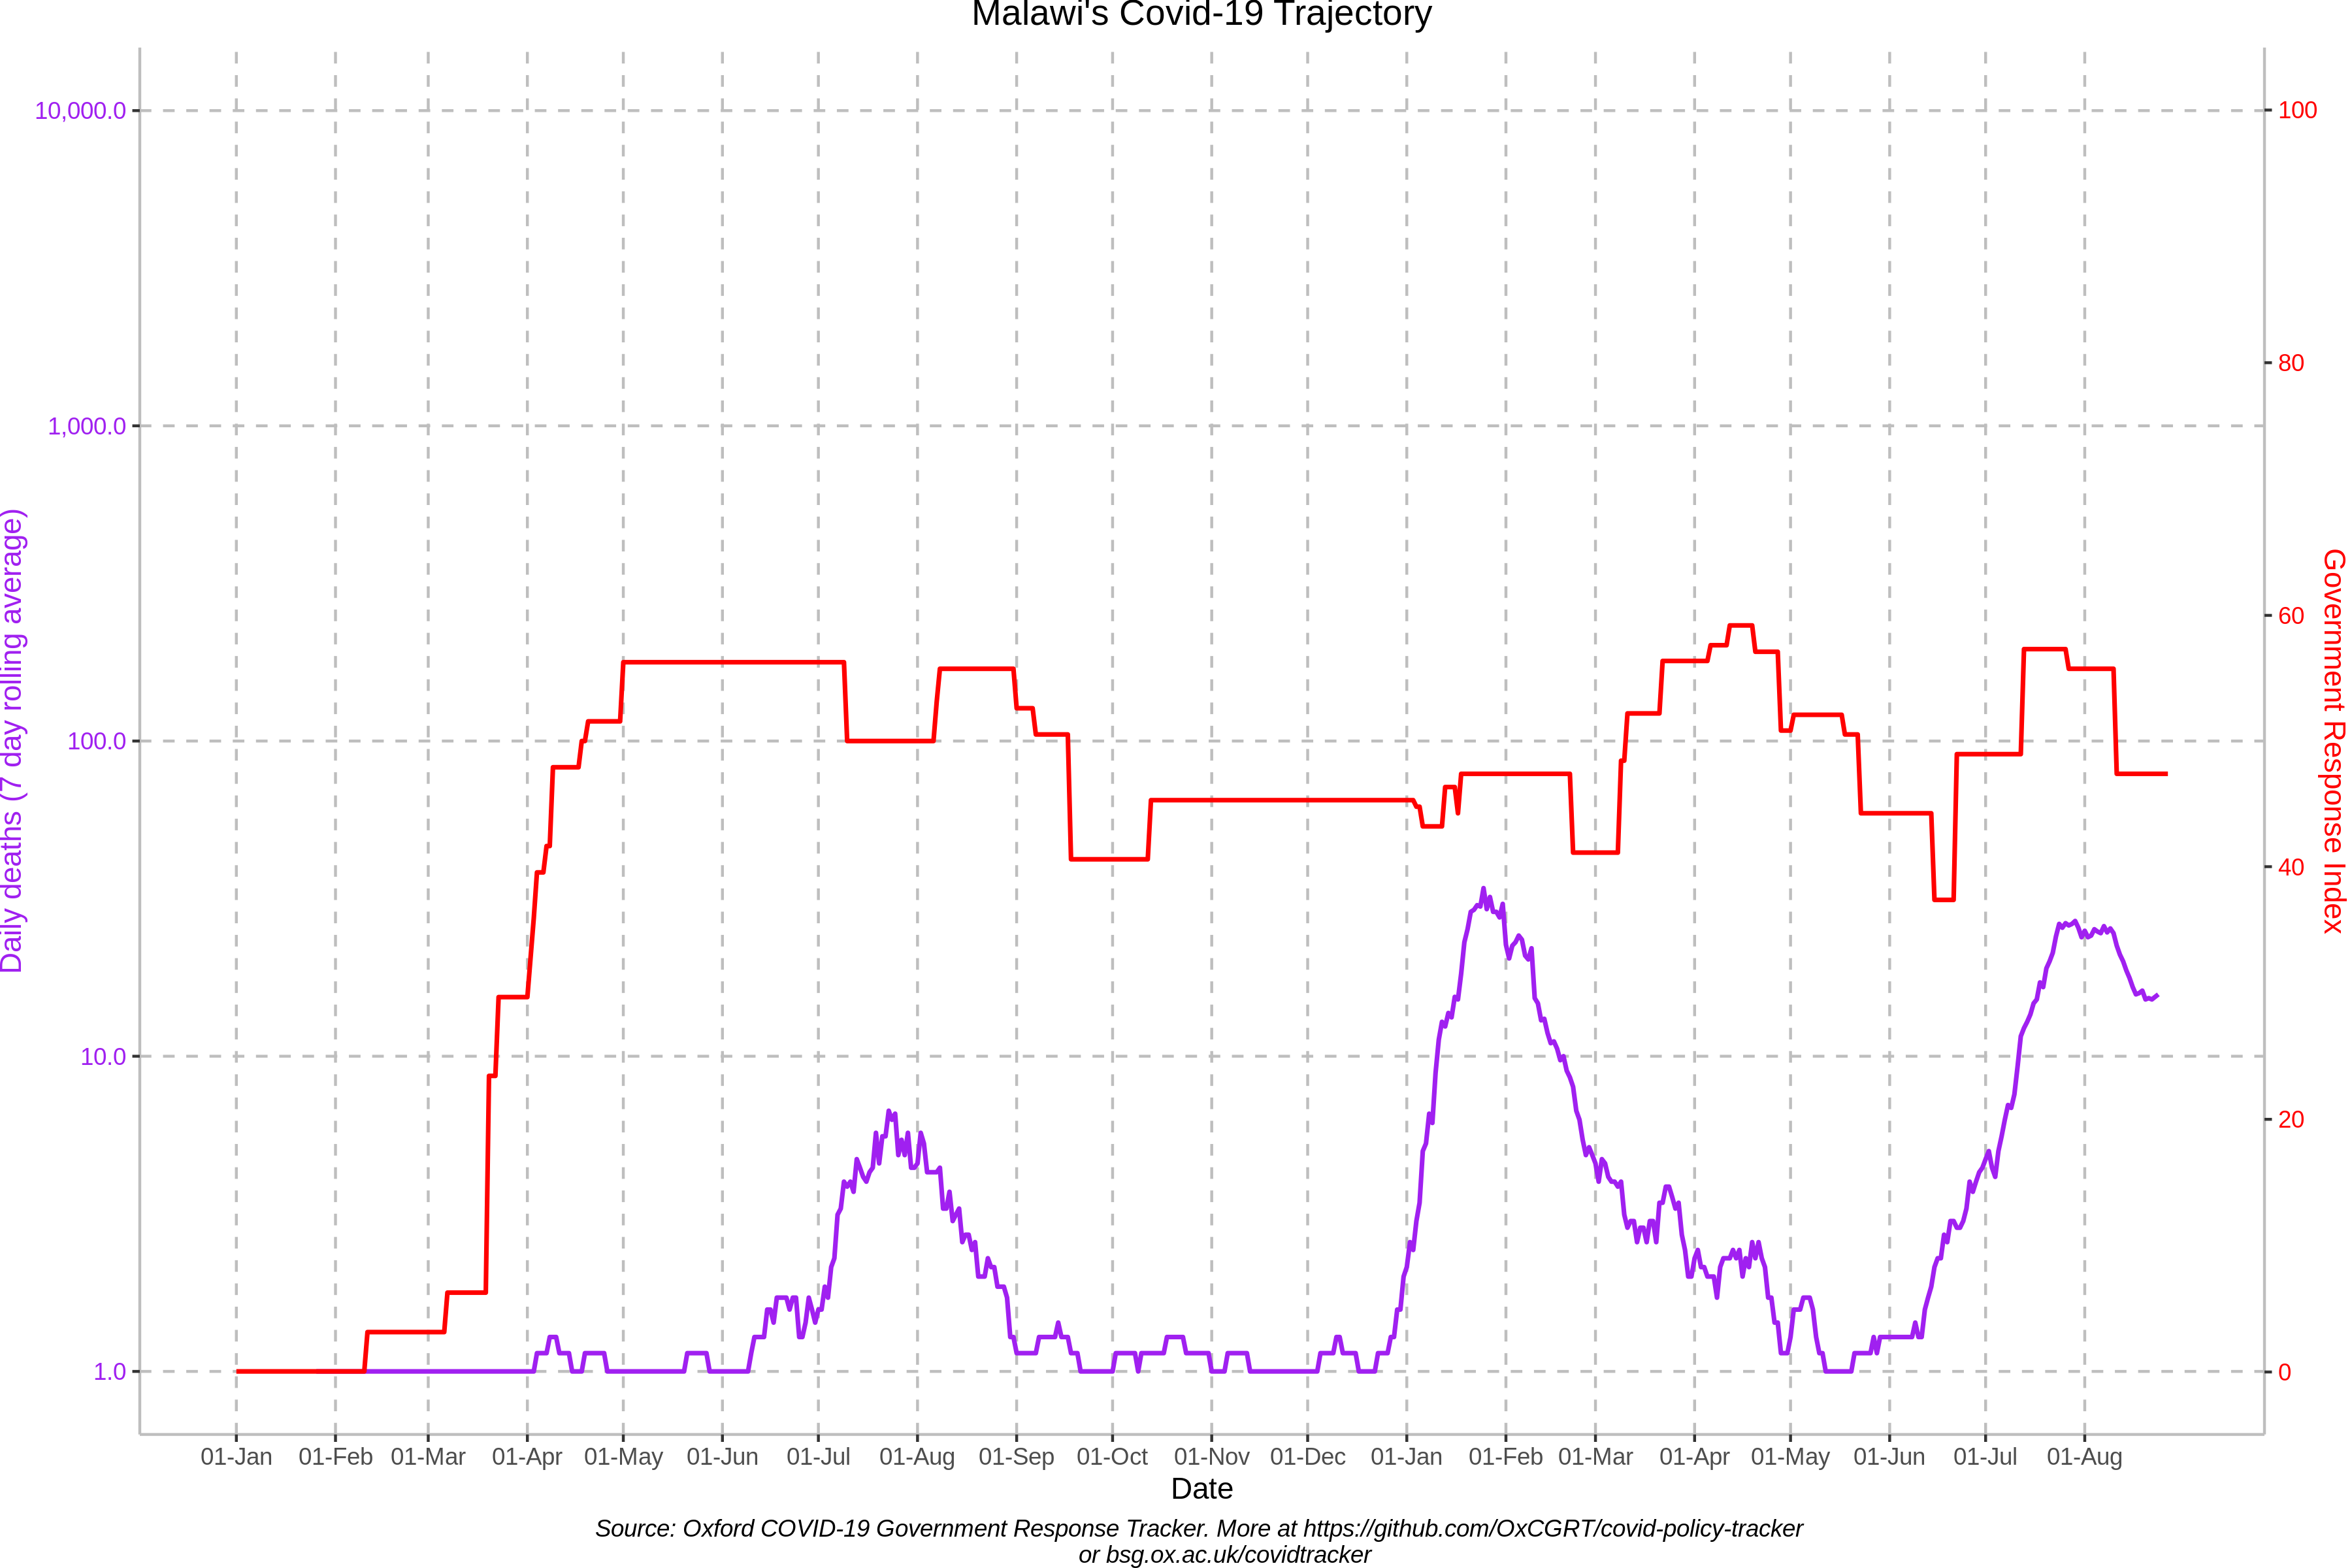 Malawi's Covid-19 Trajectory
10,000.0
1,000.0
100.0
10.0
1.0
Daily deaths (7 day rolling average)
100
80
60
40
20
0
Government Response Index
01-Jan 01-Feb 01-Mar 01-Apr 01-May 01-Jun 01-Jul 01-Aug 01-Sep 01-Oct 01-Nov 01-Dec 01-Jan 01-Feb 01-Mar 01-Apr 01-May 01-Jun 01-Jul 01-Aug
Date
Source: Oxford COVID-19 Government Response Tracker. More at https://github.com/OxCGRT/covid-policy-tracker
or bsg.ox.ac.uk/covidtracker